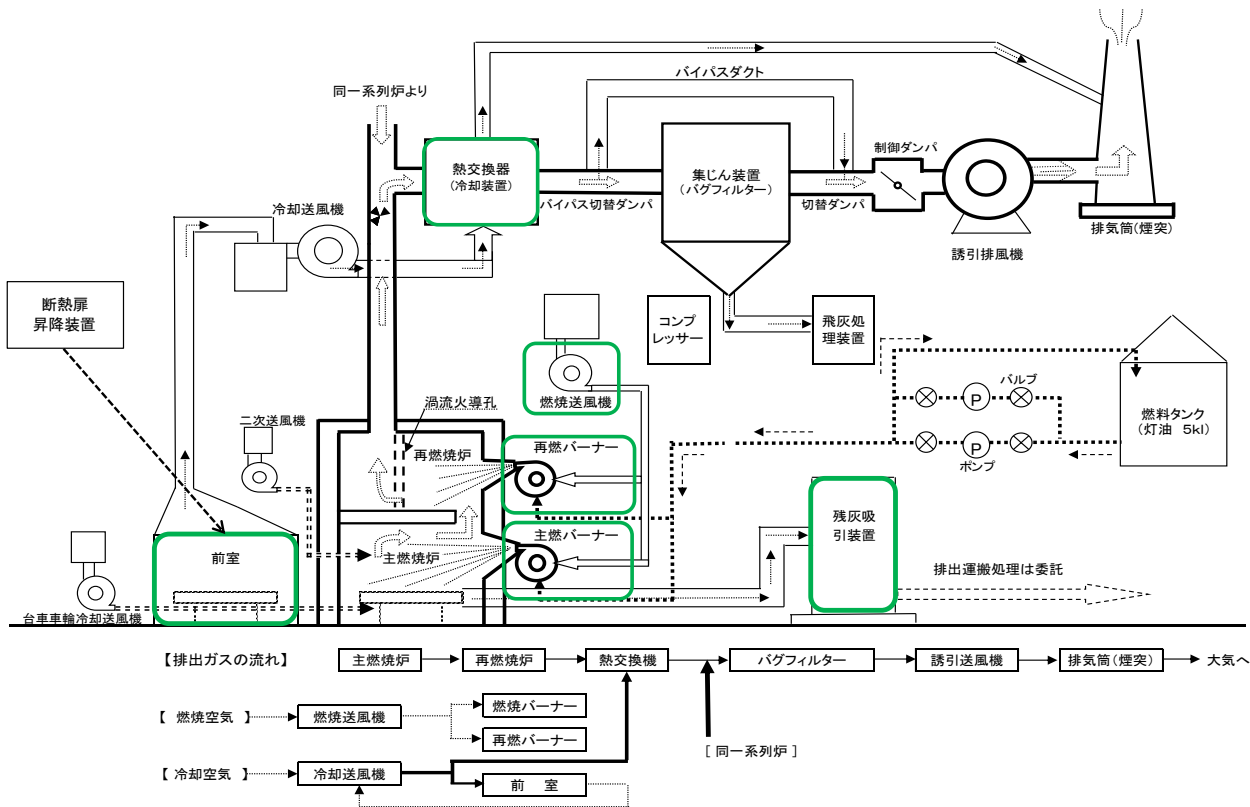 バイパスダクト
同一系列炉より
熱交換器
(冷却装置)
集じん装置
(バグフィルター)
制御ダンパ
冷却送風機
バイパス切替ダンパ
切替ダンパ
誘引排風機
排気筒(煙突)
断熱扉
昇降装置
コンプ
レッサー
飛灰処
理装置
燃焼送風機
バルブ
P
燃料タンク
(灯油 5kl)
渦流火導孔
二次送風機
再燃焼炉
再燃バーナー
P
ポンプ
残灰吸
引装置
前室
主燃焼炉
主燃バーナー
排出運搬処理は委託
台車車輪冷却送風機
【排出ガスの流れ】
主燃焼炉
再燃焼炉
熱交換機
バグフィルター
誘引送風機
排気筒(煙突)
大気へ
【 燃焼空気 】
燃焼送風機
燃焼バーナー
再燃バーナー
[ 同一系列炉 ]
【 冷却空気 】
冷却送風機
前 室